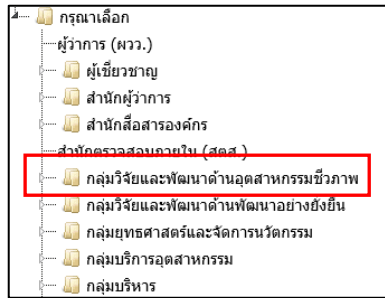 กรุณาเลือก
ผู้ว่าการ (ผวว.)
ผู้เชี่ยวชาญ
สำนักผู้ว่าการ
สำนักสื่อสารองค์กร
สำนักตรวจสอบภายใน (สตส.)
กลุ่มวิจัยและพัฒนาด้านอุตสาหกรรมชีวภาพ
กลุ่มวิจัยและพัฒนาด้านพัฒนาอย่างยั่งยืน
กลุ่มยุทธศาสตร์และจัดการนวัตกรรม
กลุ่มบริการอุตสาหกรรม
กลุ่มบริหาร